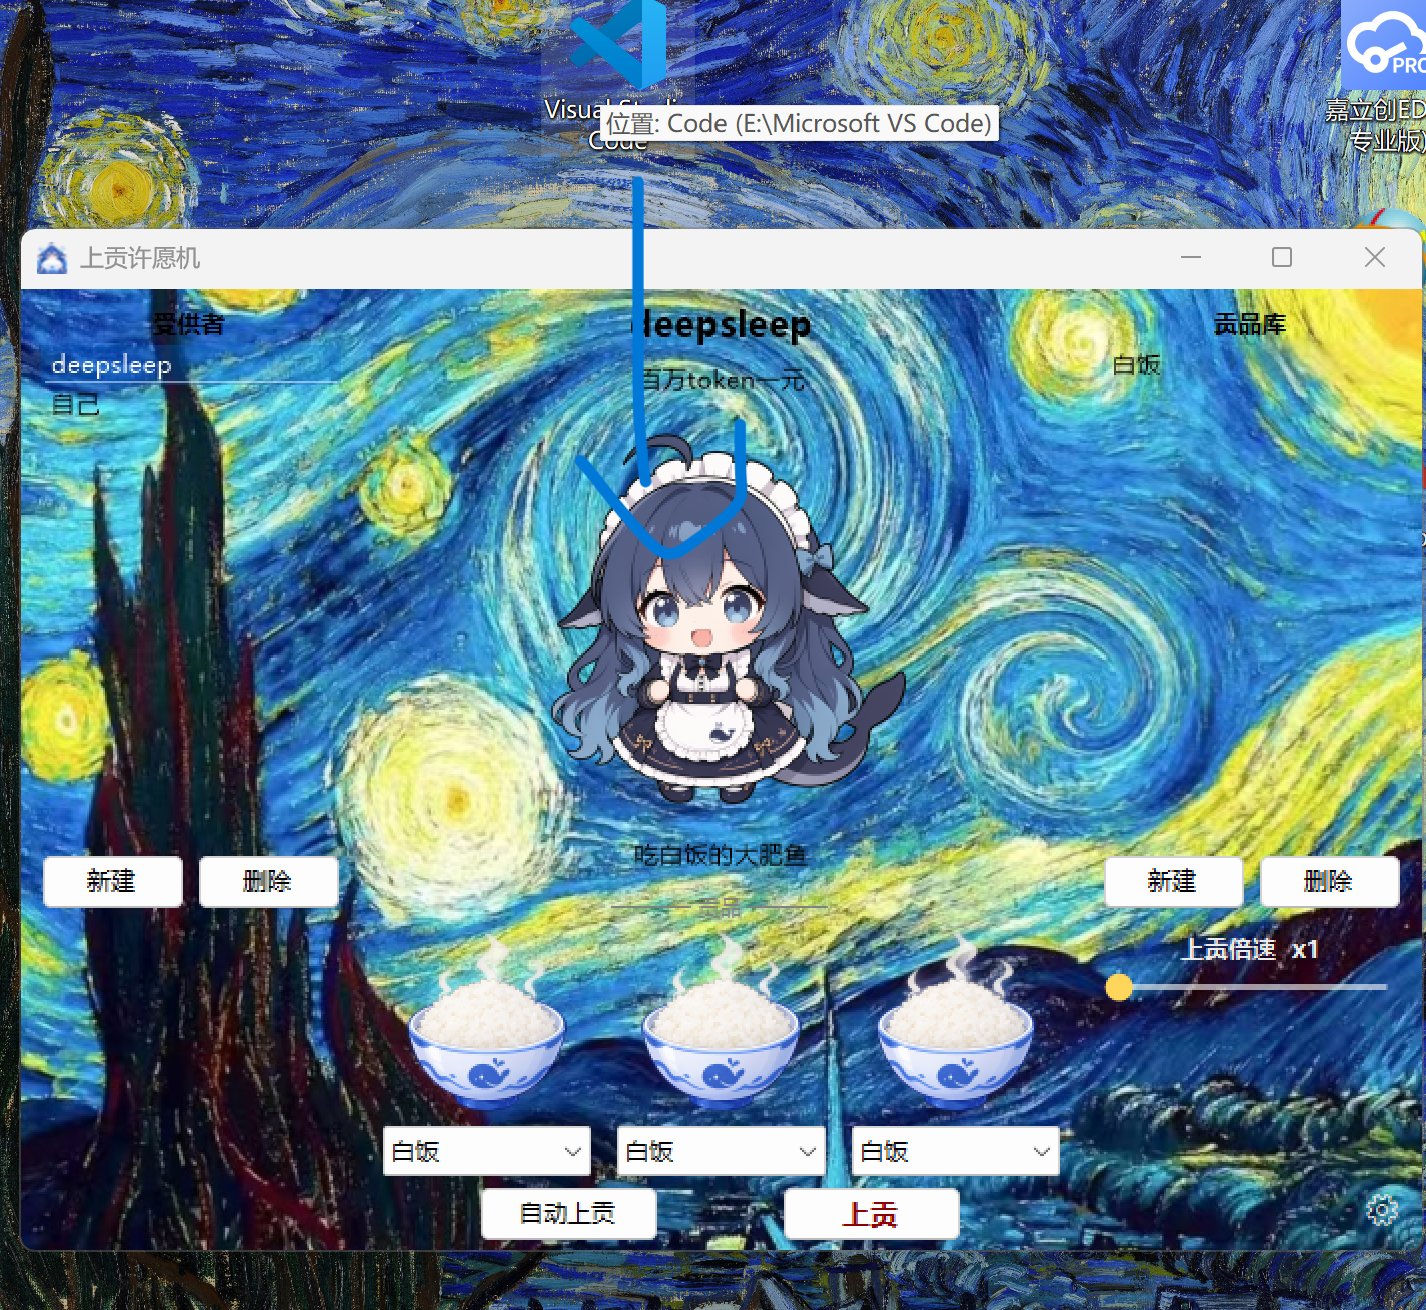 Visual Studio
Code
位置: Code (E:\Microsoft VS Code)
PRO
嘉立创ED
专业版)
上贡许愿机
受供者
deepsleep
自己
deepsleep
百万token一元
贡品库
白饭
新建
删除
吃白饭的大肥鱼
贡品
新建
删除
上贡倍速 x1
白饭
白饭
白饭
自动上贡
上贡